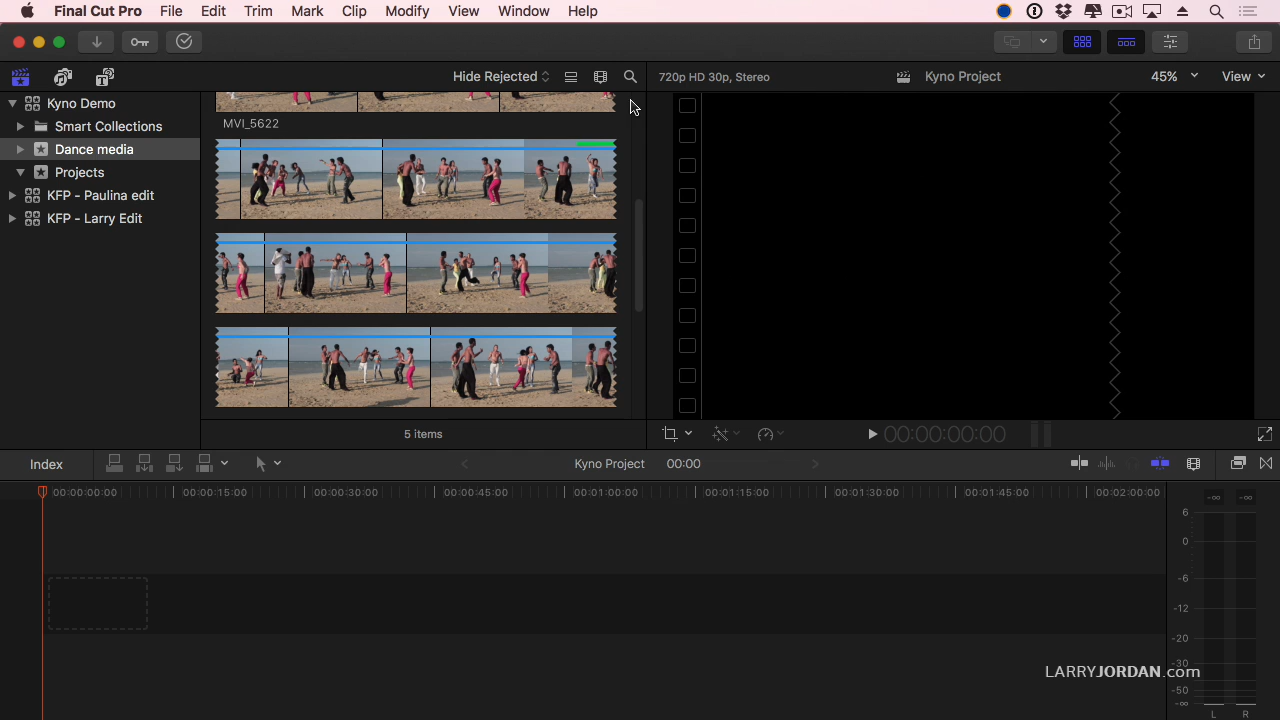 Final Cut Pro File Edit Trim Mark Clip Modify View Window Help
Hide Rejected 720p HD 30p, Stereo Kyno Project 45% View
Kyno Demo
Smart Collections
Dance media
Projects
KFP - Paulina edit
KFP - Larry Edit
MVI_5622
5 items
00:00:00:00
Index Kyno Project 00:00
00:00:00:00 00:00:15:00 00:00:30:00 00:00:45:00 00:01:00:00 00:01:15:00 00:01:30:00 00:01:45:00 00:02:00:00
-∞ -∞
6
0
-6
-12
-20
-30
-50
-∞
L R
LARRYJORDAN.com